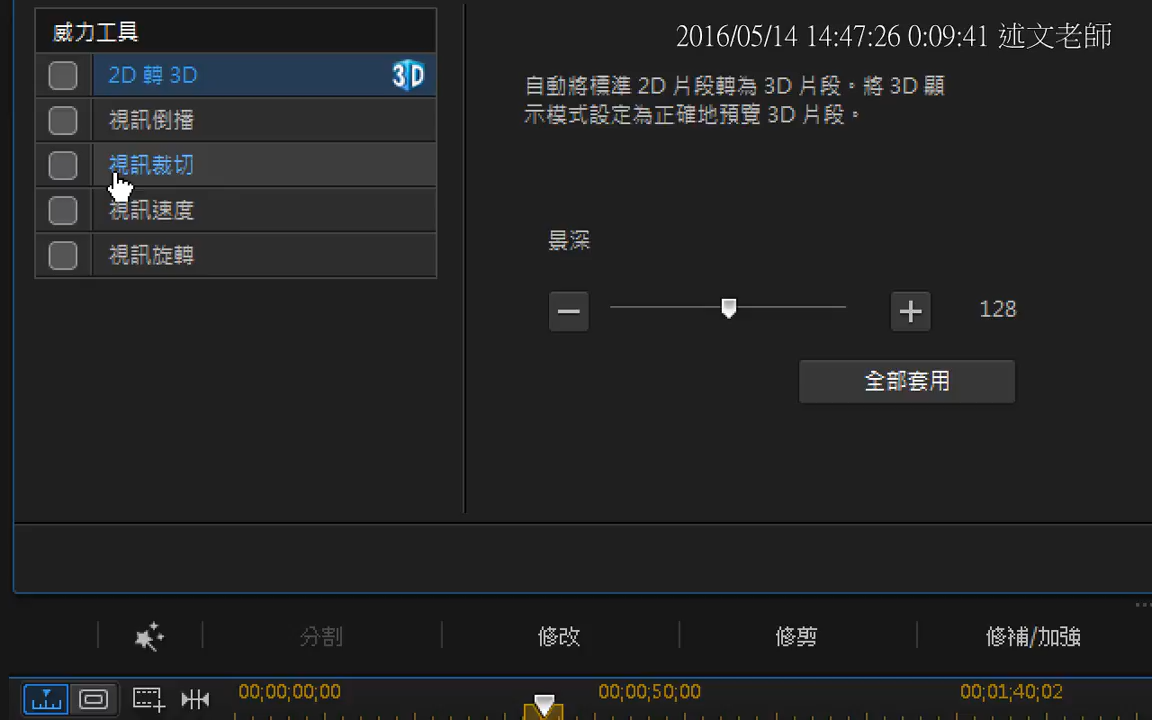 威力工具
2016/05/14 14:47:26 0:09:41 述文老師
2D 轉 3D
3D
自動將標準 2D 片段轉為 3D 片段。將 3D 顯
示模式設定為正確地預覽 3D 片段。
視訊倒播
視訊裁切
視訊速度
視訊旋轉
景深
128
全部套用
分割
修改
修剪
修補/加強
00;00;00;00
00;00;50;00
00;01;40;02